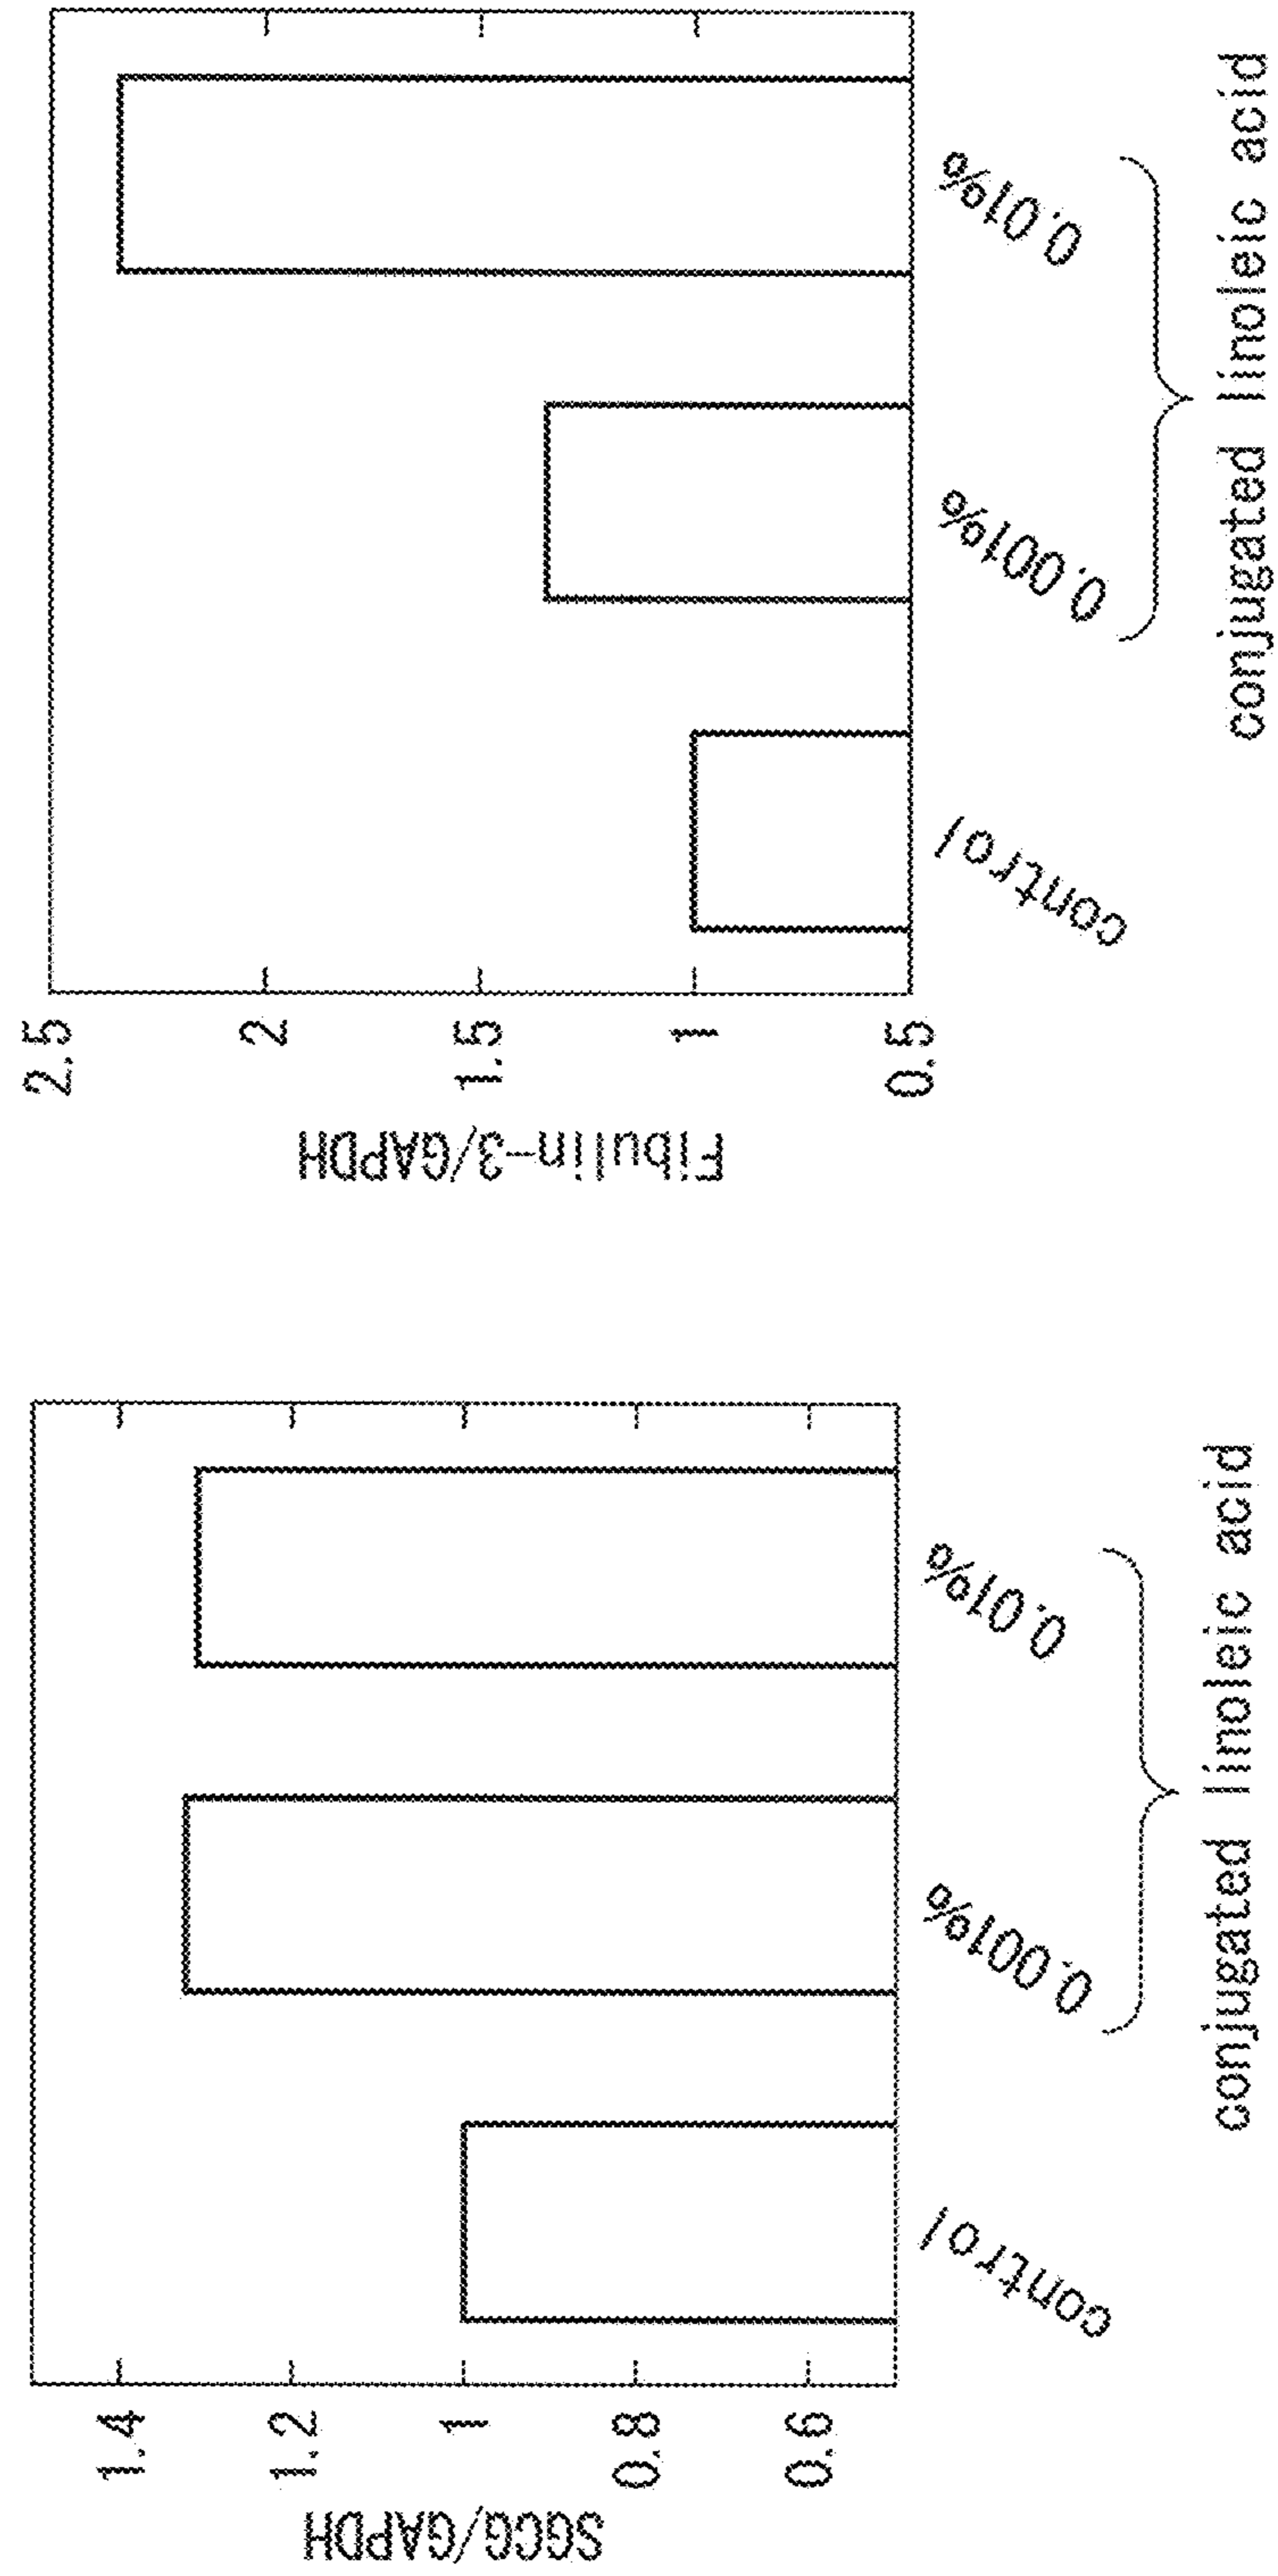 SGCG/GAPDH
1.4
1.2
1
0.8
0.6
control
0.001%
0.01%
conjugated linoleic acid
Fibulin-3/GAPDH
2.5
2
1.5
1
0.5
control
0.001%
0.01%
conjugated linoleic acid